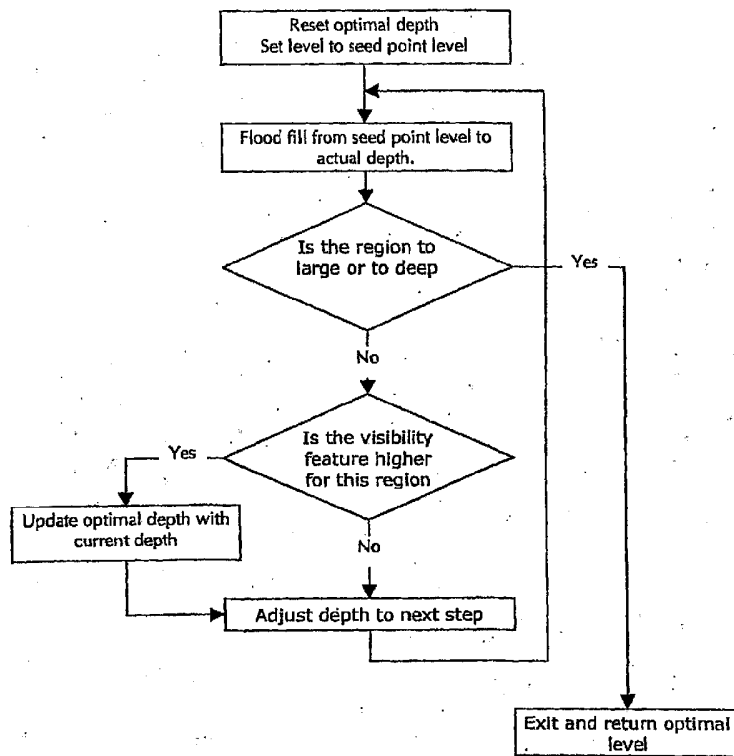 Reset optimal depth
Set level to seed point level
Flood fill from seed point level to
actual depth.
Is the region to
large or to deep
Yes
No
Is the visibility
feature higher
for this region
Yes
Update optimal depth with
current depth
No
Adjust depth to next step
Exit and return optimal
level